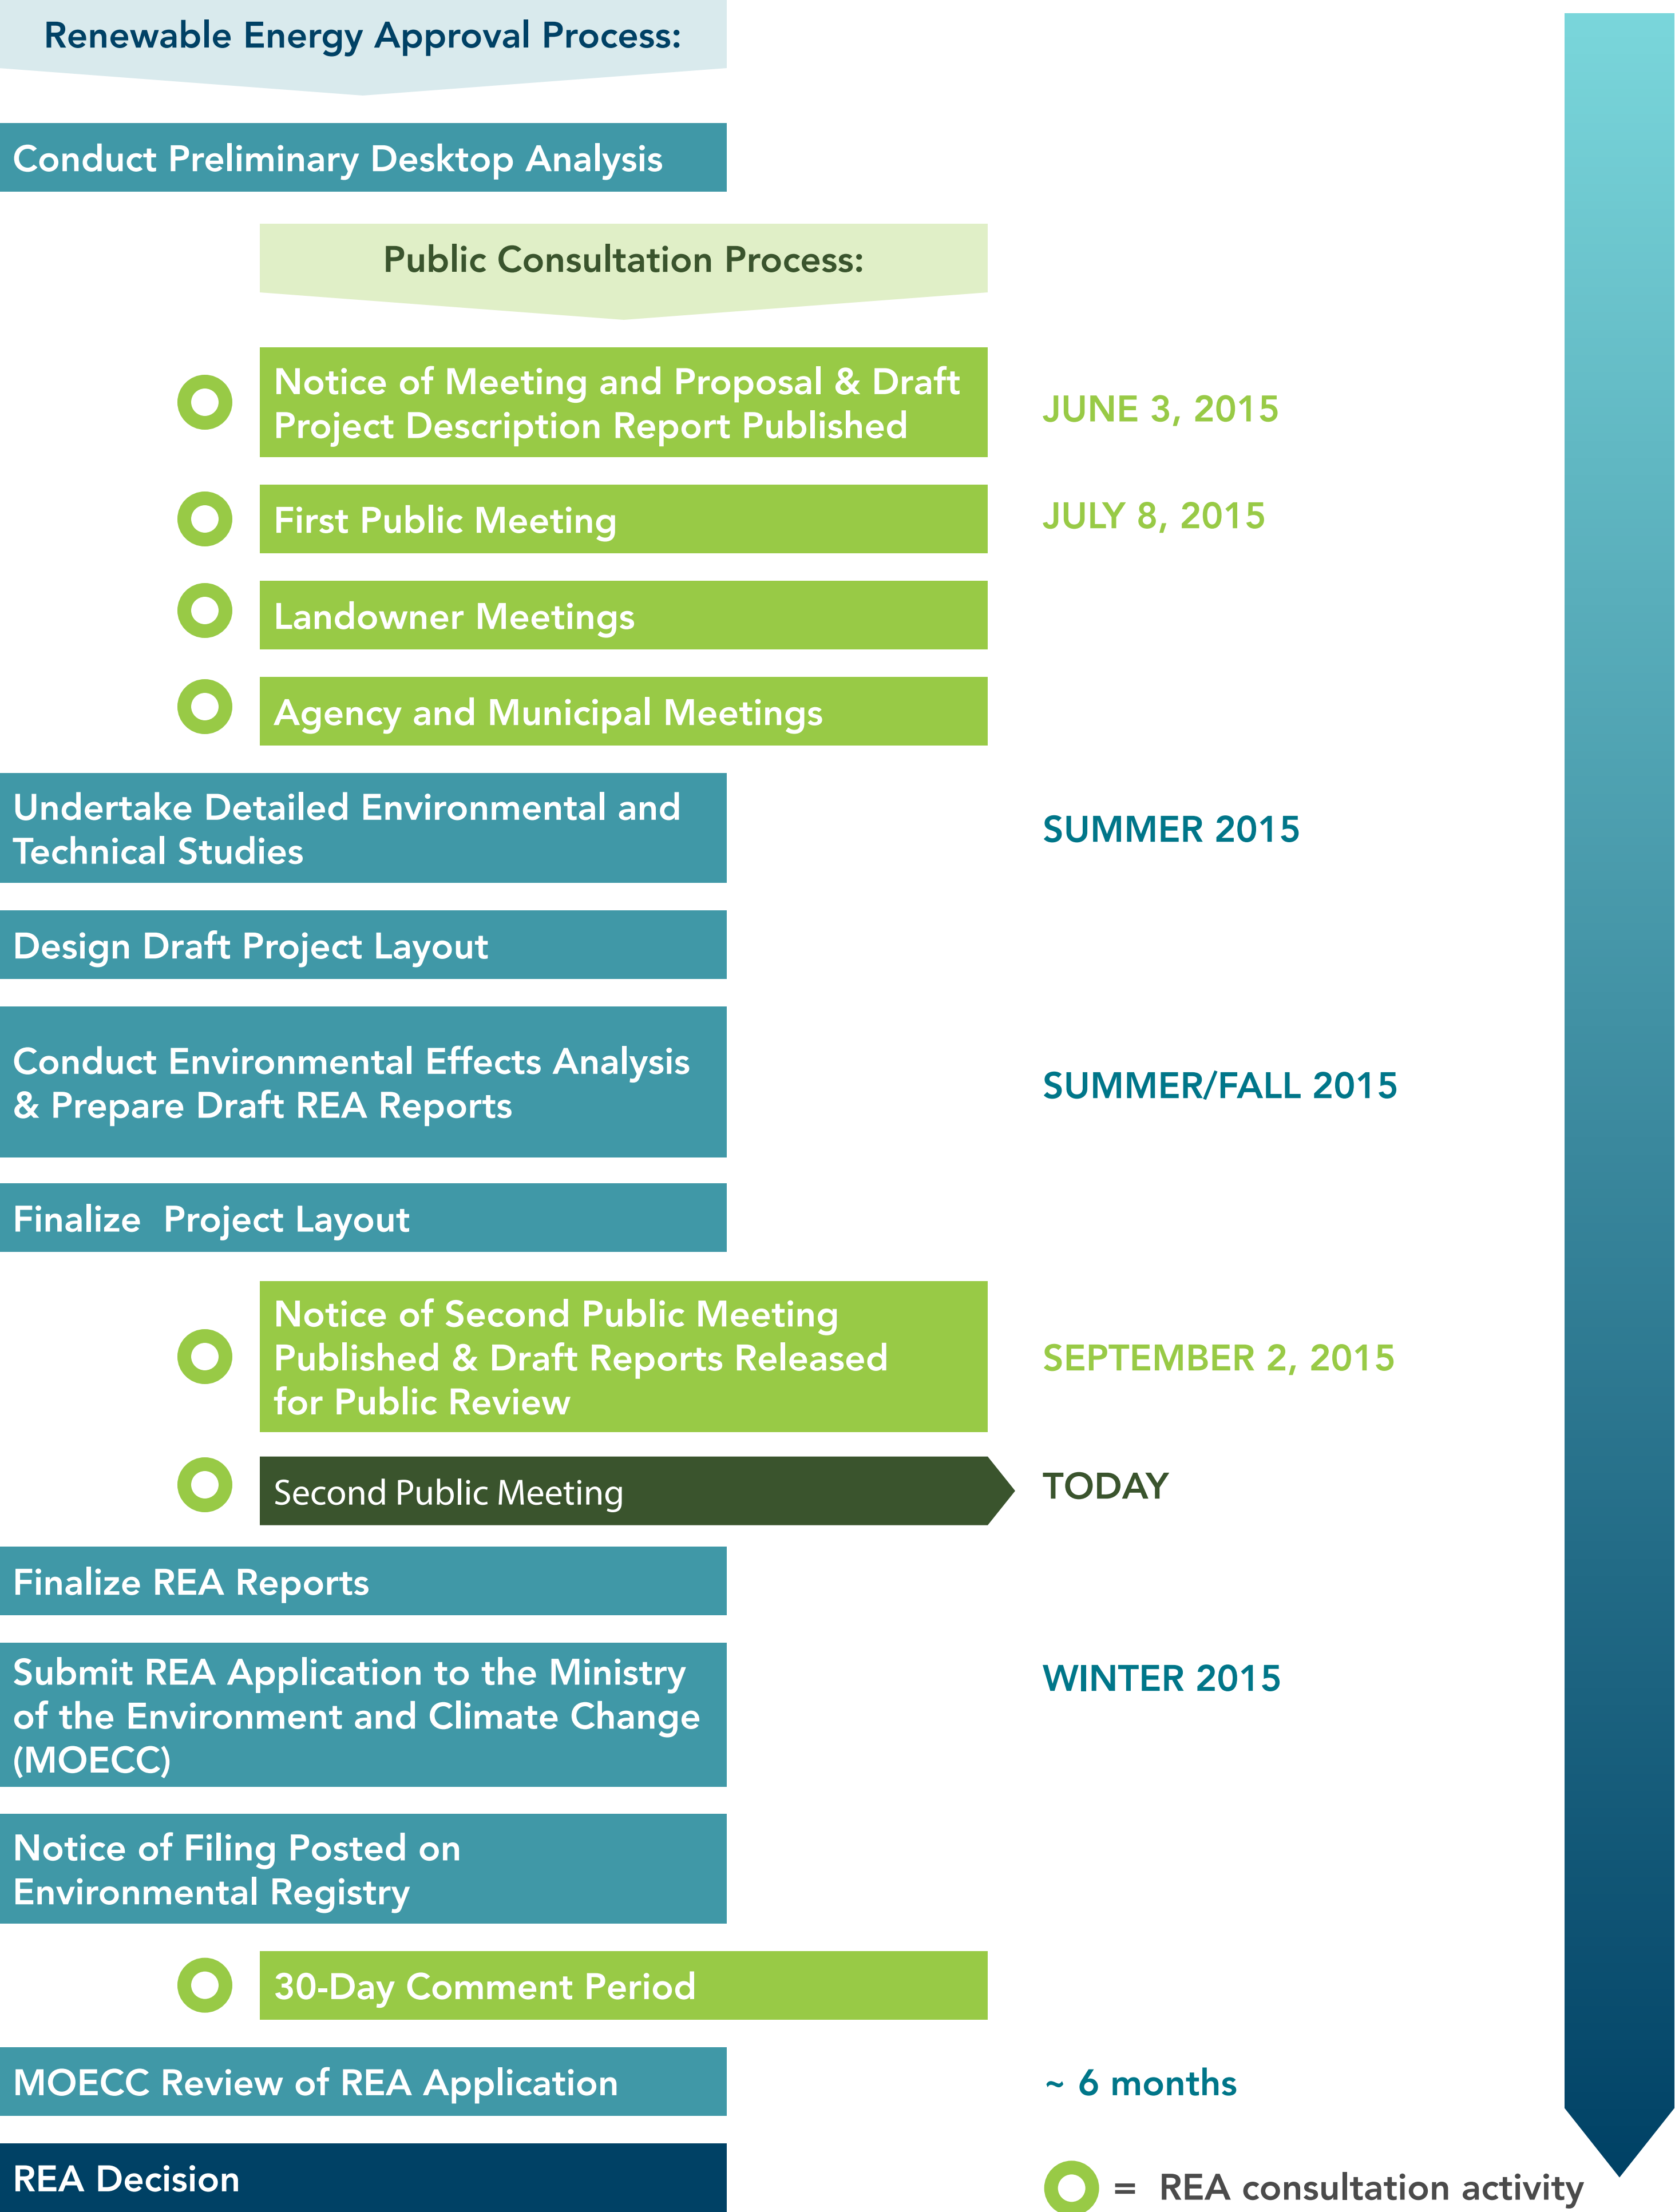 Renewable Energy Approval Process:
Conduct Preliminary Desktop Analysis
Public Consultation Process:
Notice of Meeting and Proposal & Draft
Project Description Report Published
JUNE 3, 2015
First Public Meeting
JULY 8, 2015
Landowner Meetings
Agency and Municipal Meetings
Undertake Detailed Environmental and
Technical Studies
SUMMER 2015
Design Draft Project Layout
Conduct Environmental Effects Analysis
& Prepare Draft REA Reports
SUMMER/FALL 2015
Finalize Project Layout
Notice of Second Public Meeting
Published & Draft Reports Released
for Public Review
SEPTEMBER 2, 2015
Second Public Meeting
TODAY
Finalize REA Reports
Submit REA Application to the Ministry
of the Environment and Climate Change
(MOECC)
WINTER 2015
Notice of Filing Posted on
Environmental Registry
30-Day Comment Period
MOECC Review of REA Application
~ 6 months
REA Decision
= REA consultation activity